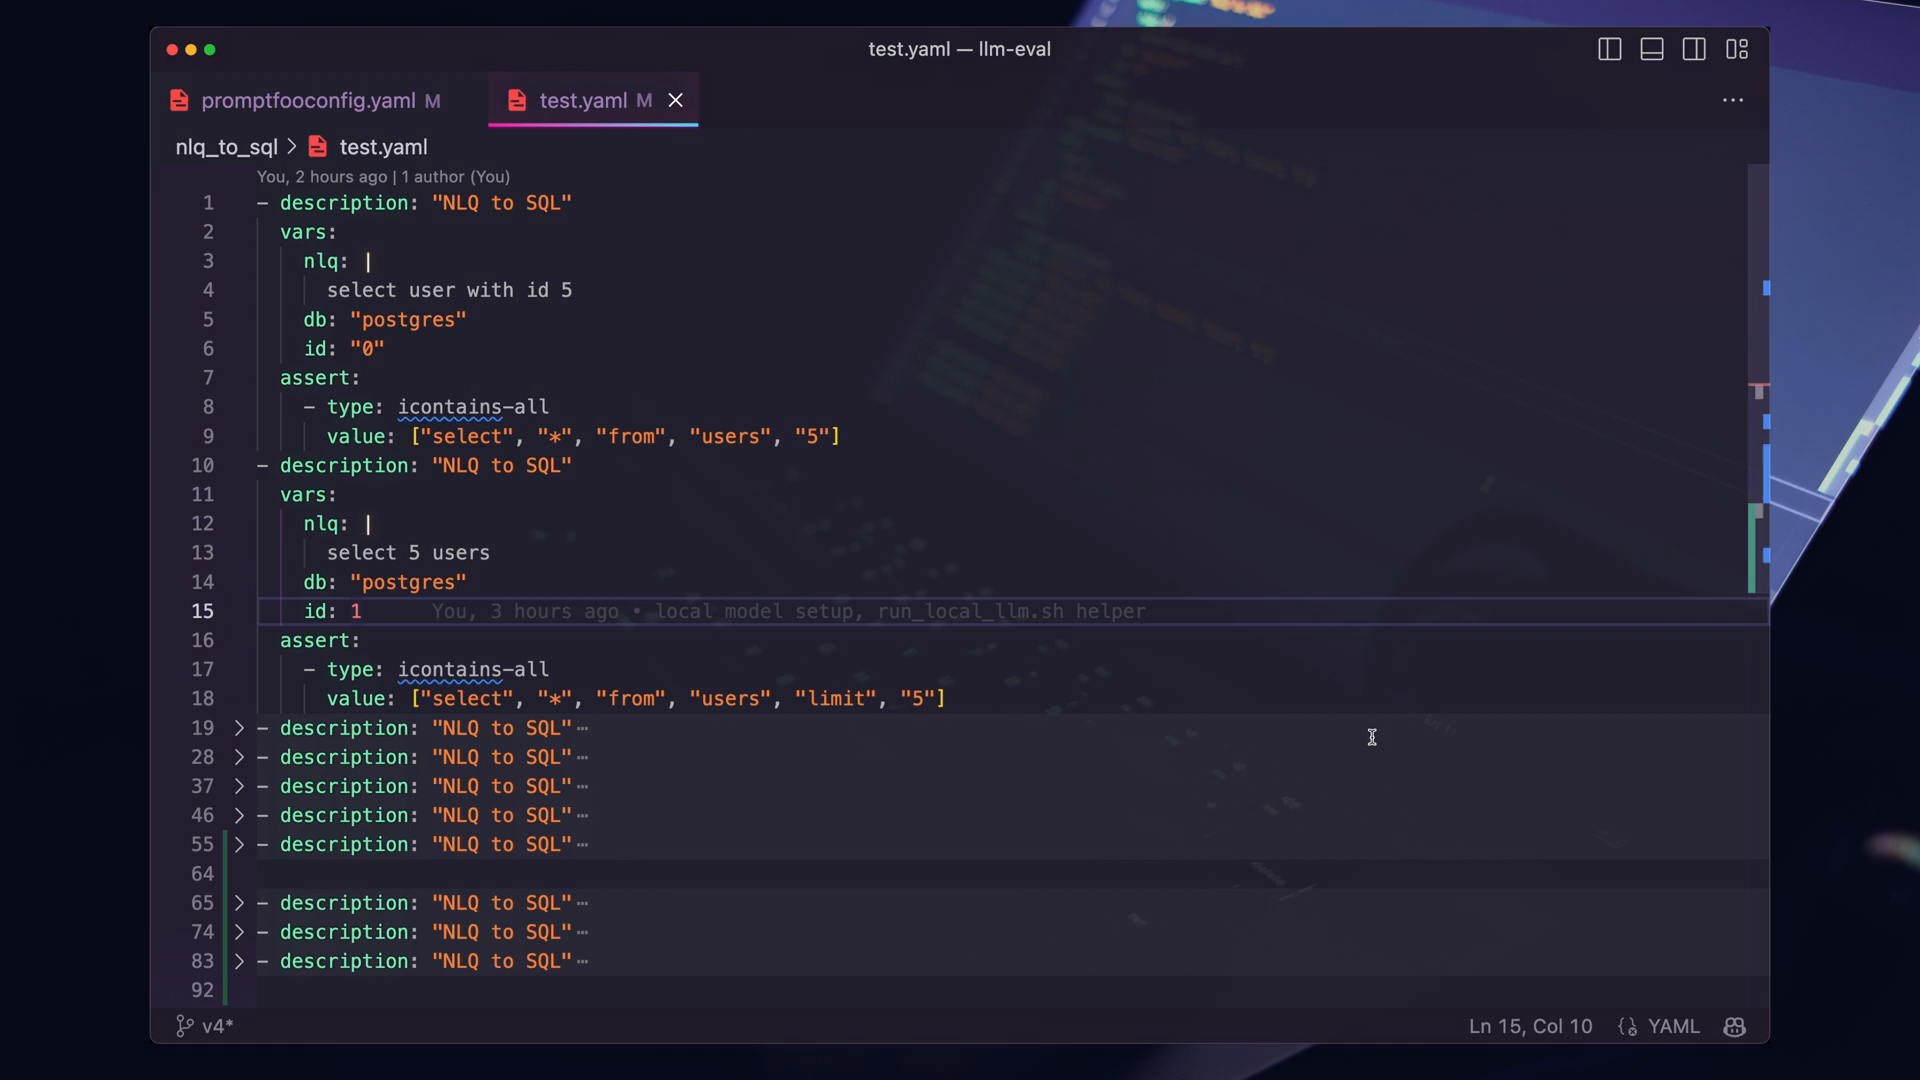 test.yaml — llm-eval
promptfooconfig.yaml M
test.yaml M
nlq_to_sql > test.yaml
You, 2 hours ago | 1 author (You)
1 - description: "NLQ to SQL"
2 vars:
3 nlq: |
4 select user with id 5
5 db: "postgres"
6 id: "0"
7 assert:
8 - type: icontains-all
9 value: ["select", "*", "from", "users", "5"]
10 - description: "NLQ to SQL"
11 vars:
12 nlq: |
13 select 5 users
14 db: "postgres"
15 id: 1 You, 3 hours ago • local model setup, run_local_llm.sh helper
16 assert:
17 - type: icontains-all
18 value: ["select", "*", "from", "users", "limit", "5"]
19 > - description: "NLQ to SQL"…
28 > - description: "NLQ to SQL"…
37 > - description: "NLQ to SQL"…
46 > - description: "NLQ to SQL"…
55 > - description: "NLQ to SQL"…
64
65 > - description: "NLQ to SQL"…
74 > - description: "NLQ to SQL"…
83 > - description: "NLQ to SQL"…
92
v4* Ln 15, Col 10 YAML